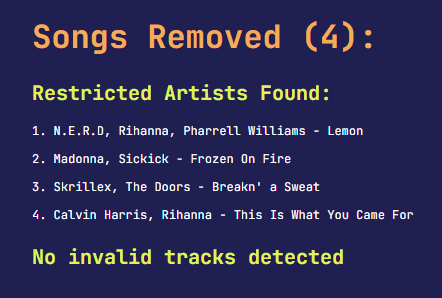 Songs Removed (4):
Restricted Artists Found:
1. N.E.R.D, Rihanna, Pharrell Williams - Lemon
2. Madonna, Sickick - Frozen On Fire
3. Skrillex, The Doors - Breakn' a Sweat
4. Calvin Harris, Rihanna - This Is What You Came For
No invalid tracks detected